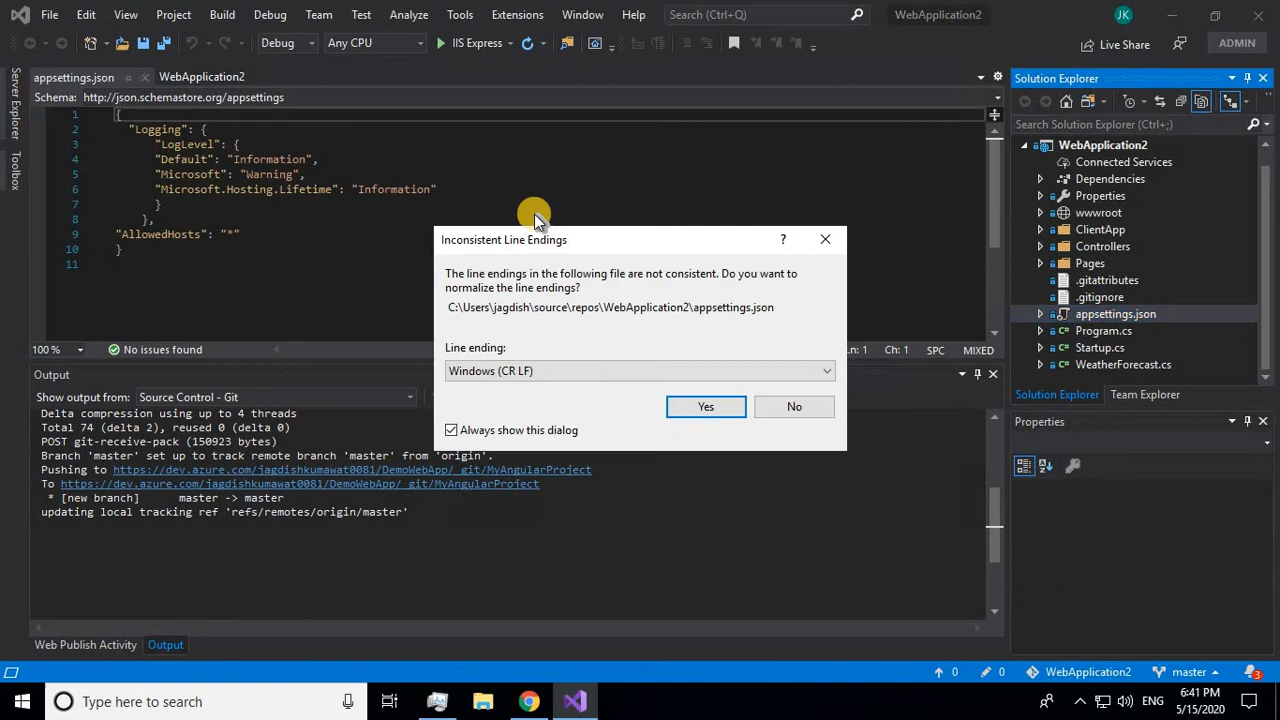 File Edit View Project Build Debug Team Test Analyze Tools Extensions Window Help Search (Ctrl+Q) WebApplication2 JK
Debug Any CPU IIS Express Live Share ADMIN
Server Explorer
Toolbox
appsettings.json WebApplication2
Schema: http://json.schemastore.org/appsettings
1 {
2 "Logging": {
3 "LogLevel": {
4 "Default": "Information",
5 "Microsoft": "Warning",
6 "Microsoft.Hosting.Lifetime": "Information"
7 }
8 },
9 "AllowedHosts": "*"
10 }
11
100 % No issues found Ln: 1 Ch: 1 SPC MIXED
Inconsistent Line Endings ?
The line endings in the following file are not consistent. Do you want to
normalize the line endings?
C:\Users\jagdish\source\repos\WebApplication2\appsettings.json
Line ending:
Windows (CR LF)
Yes No
Always show this dialog
Output
Show output from: Source Control - Git
Delta compression using up to 4 threads
Total 74 (delta 2), reused 0 (delta 0)
POST git-receive-pack (150923 bytes)
Branch 'master' set up to track remote branch 'master' from 'origin'.
Pushing to https://dev.azure.com/jagdishkumawat0081/DemoWebApp/_git/MyAngularProject
To https://dev.azure.com/jagdishkumawat0081/DemoWebApp/_git/MyAngularProject
* [new branch] master -> master
updating local tracking ref 'refs/remotes/origin/master'
Web Publish Activity Output
Solution Explorer
Search Solution Explorer (Ctrl+;)
WebApplication2
Connected Services
Dependencies
Properties
wwwroot
ClientApp
Controllers
Pages
.gitattributes
.gitignore
appsettings.json
Program.cs
Startup.cs
WeatherForecast.cs
Solution Explorer Team Explorer
Properties
0 0 WebApplication2 master 3
Type here to search ENG 6:41 PM
5/15/2020